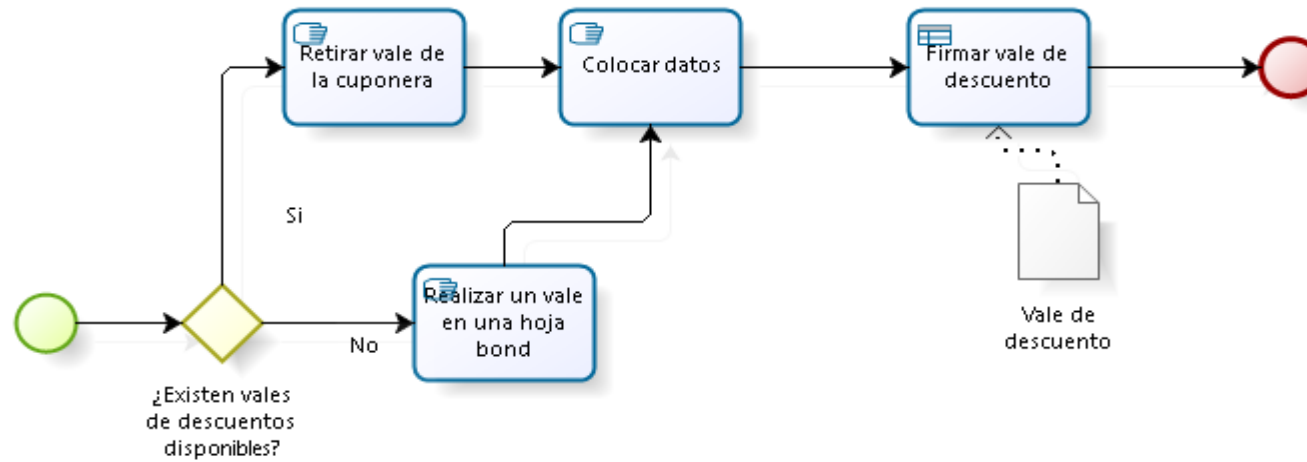 Retirar vale de
la cuponera
Colocar datos
Firmar vale de
descuento
Si
Realizar un vale
en una hoja
bond
No
¿Existen vales
de descuentos
disponibles?
Vale de
descuento